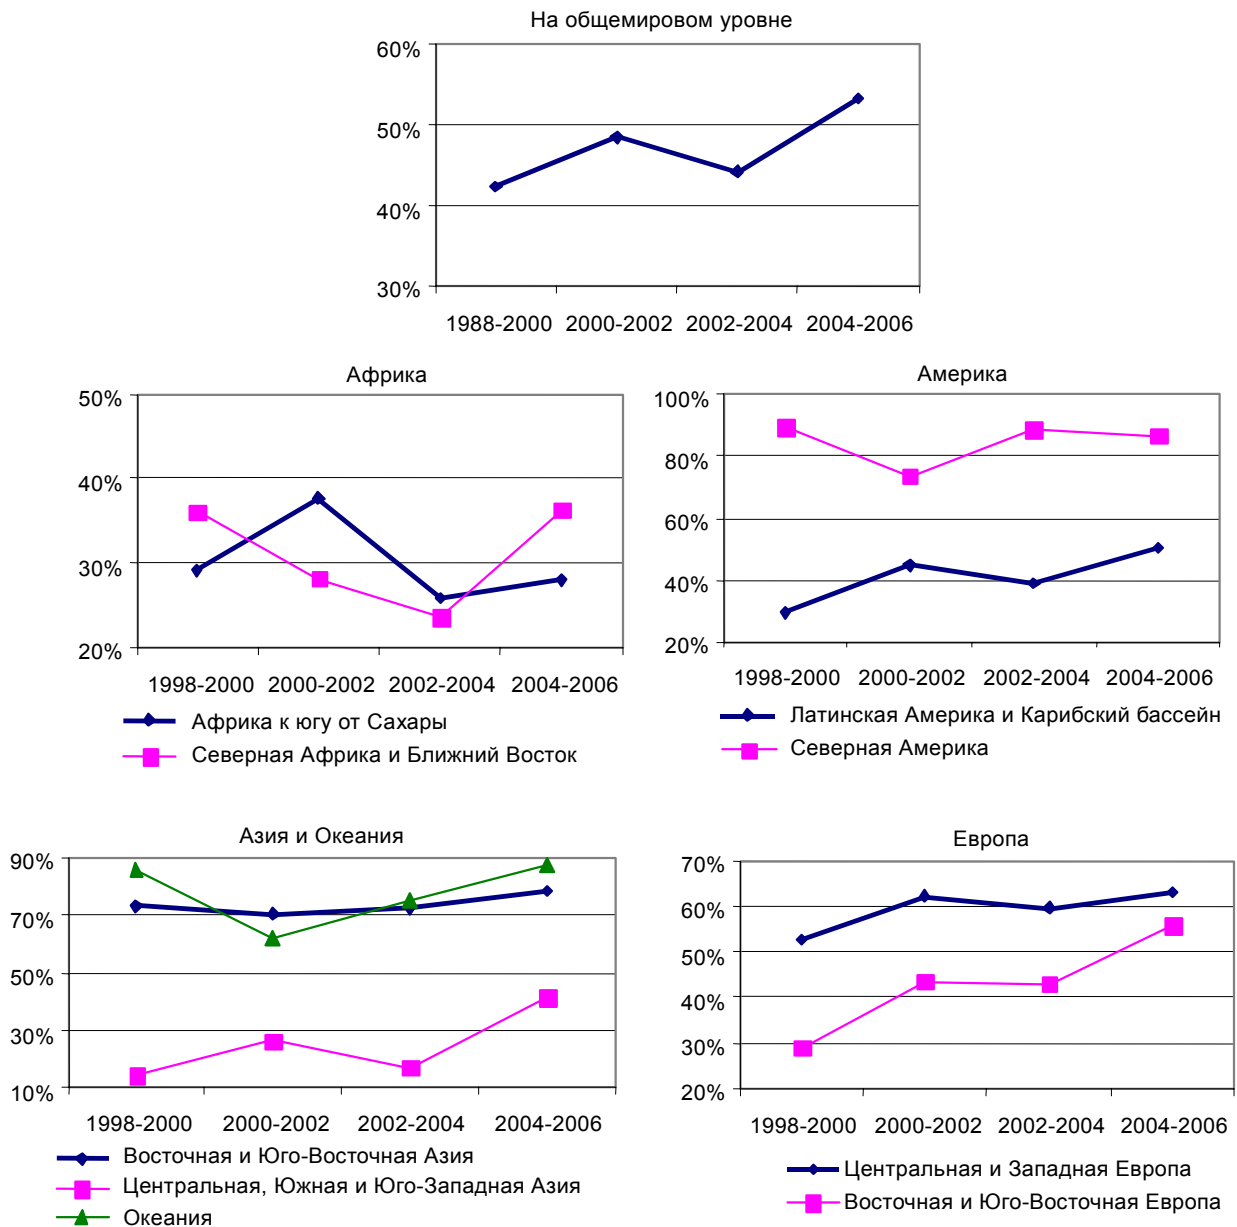 На общемировом уровне
60%
50%
40%
30%
1988-2000 2000-2002 2002-2004 2004-2006
Африка
50%
40%
30%
20%
1998-2000 2000-2002 2002-2004 2004-2006
Африка к югу от Сахары
Северная Африка и Ближний Восток
Америка
100%
80%
60%
40%
20%
1998-2000 2000-2002 2002-2004 2004-2006
Латинская Америка и Карибский бассейн
Северная Америка
Азия и Океания
90%
70%
50%
30%
10%
1998-2000 2000-2002 2002-2004 2004-2006
Восточная и Юго-Восточная Азия
Центральная, Южная и Юго-Западная Азия
Океания
Европа
70%
60%
50%
40%
30%
20%
1998-2000 2000-2002 2002-2004 2004-2006
Центральная и Западная Европа
Восточная и Юго-Восточная Европа